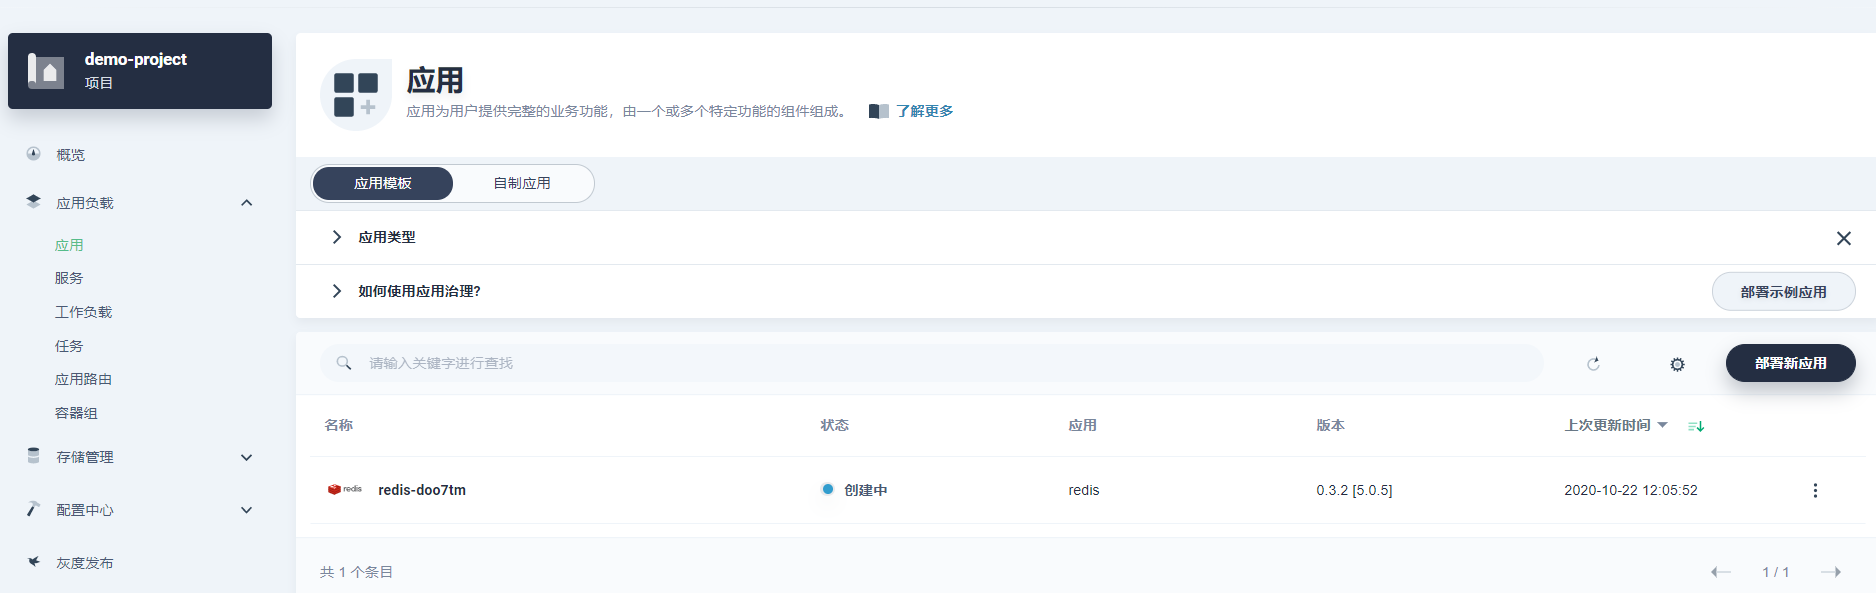 demo-project
项目
概览
应用负载
应用
服务
工作负载
任务
应用路由
容器组
存储管理
配置中心
灰度发布
应用
应用为用户提供完整的业务功能，由一个或多个特定功能的组件组成。 了解更多
应用模板 自制应用
应用类型
如何使用应用治理? 部署示例应用
请输入关键字进行查找 部署新应用
名称 状态 应用 版本 上次更新时间
redis redis-doo7tm 创建中 redis 0.3.2 [5.0.5] 2020-10-22 12:05:52
共 1 个条目 1 / 1